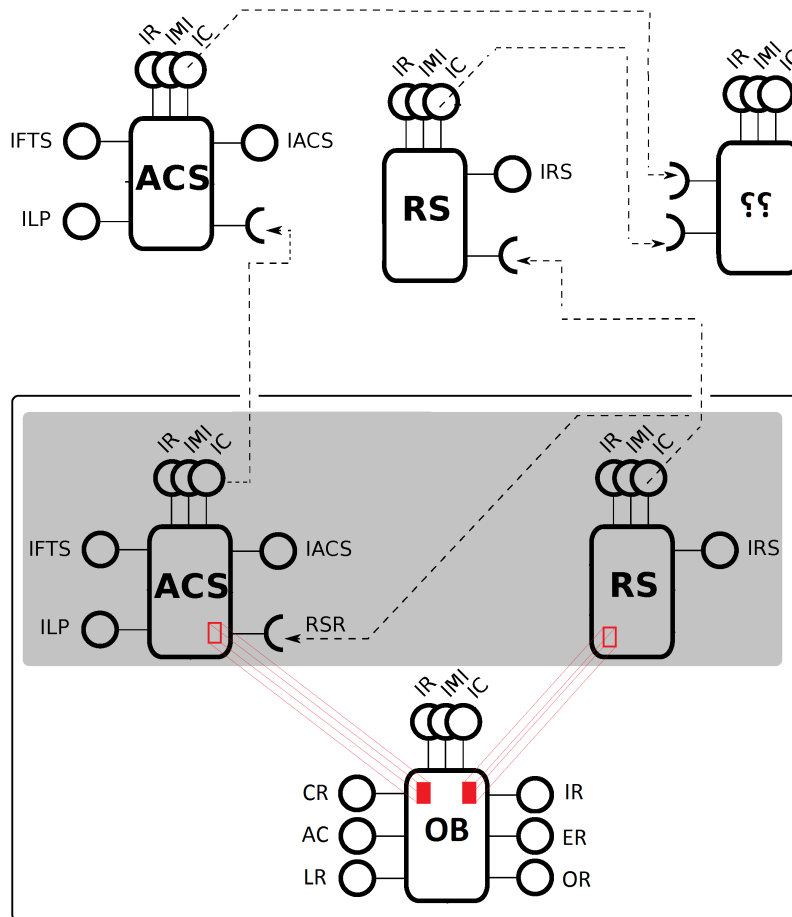 IR IMI IC
IR IMI IC
IR IMI IC
IFTS
IACS
ACS
IRS
RS
⸮⸮
ILP
IR IMI IC
IR IMI IC
IFTS
IACS
IRS
ACS
RS
ILP
RSR
IR IMI IC
CR
IR
OB
AC
ER
LR
OR